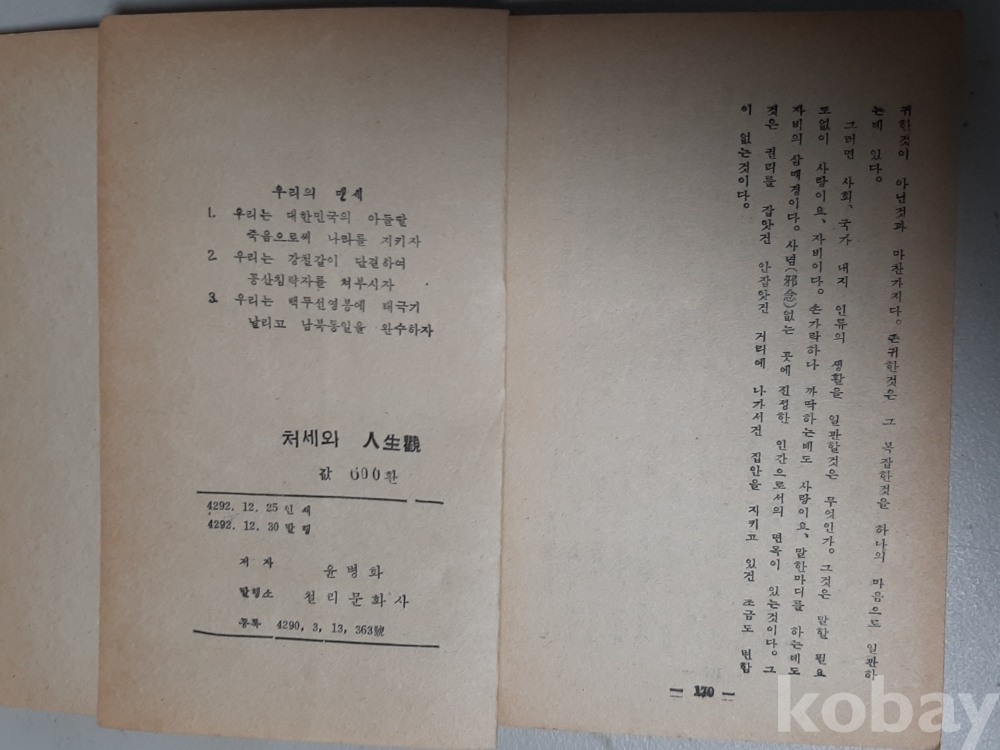 우리의 맹세
1. 우리는 대한민국의 아들딸
죽음으로써 나라를 지키자
2. 우리는 강철같이 단결하여
공산침략자를 쳐부시자
3. 우리는 백두산영봉에 태극기
날리고 남북통일을 완수하자
처세와 人生觀
값 600환
4292. 12. 25 인쇄
4292. 12. 30 발행
저자 윤병화
발행소 천리문화사
등록 4290, 3, 13, 363號
귀한것이 아닌것과 마찬가지다。 존귀한것은 그 복잡한것을 하나의 마음으로 일관하
는데 있다。
그러면 사회、국가 내지 인류의 생활을 일관할것은 무엇인가。 그것은 말할 필요
도없이 사랑이요、자비이다。 손가락하나 까딱하는데도 사랑이요、말한마디를 하는데도
자비의 삼매경이다。 사념(邪念)없는 곳에 진정한 인간으로서의 면목이 있는것이다。 그
것은 권리를 잡앗건 안잡앗건 거리에 나가서건 집안을 지키고 있건 조금도 변함
이 없는것이다。
— 170 —
kobay